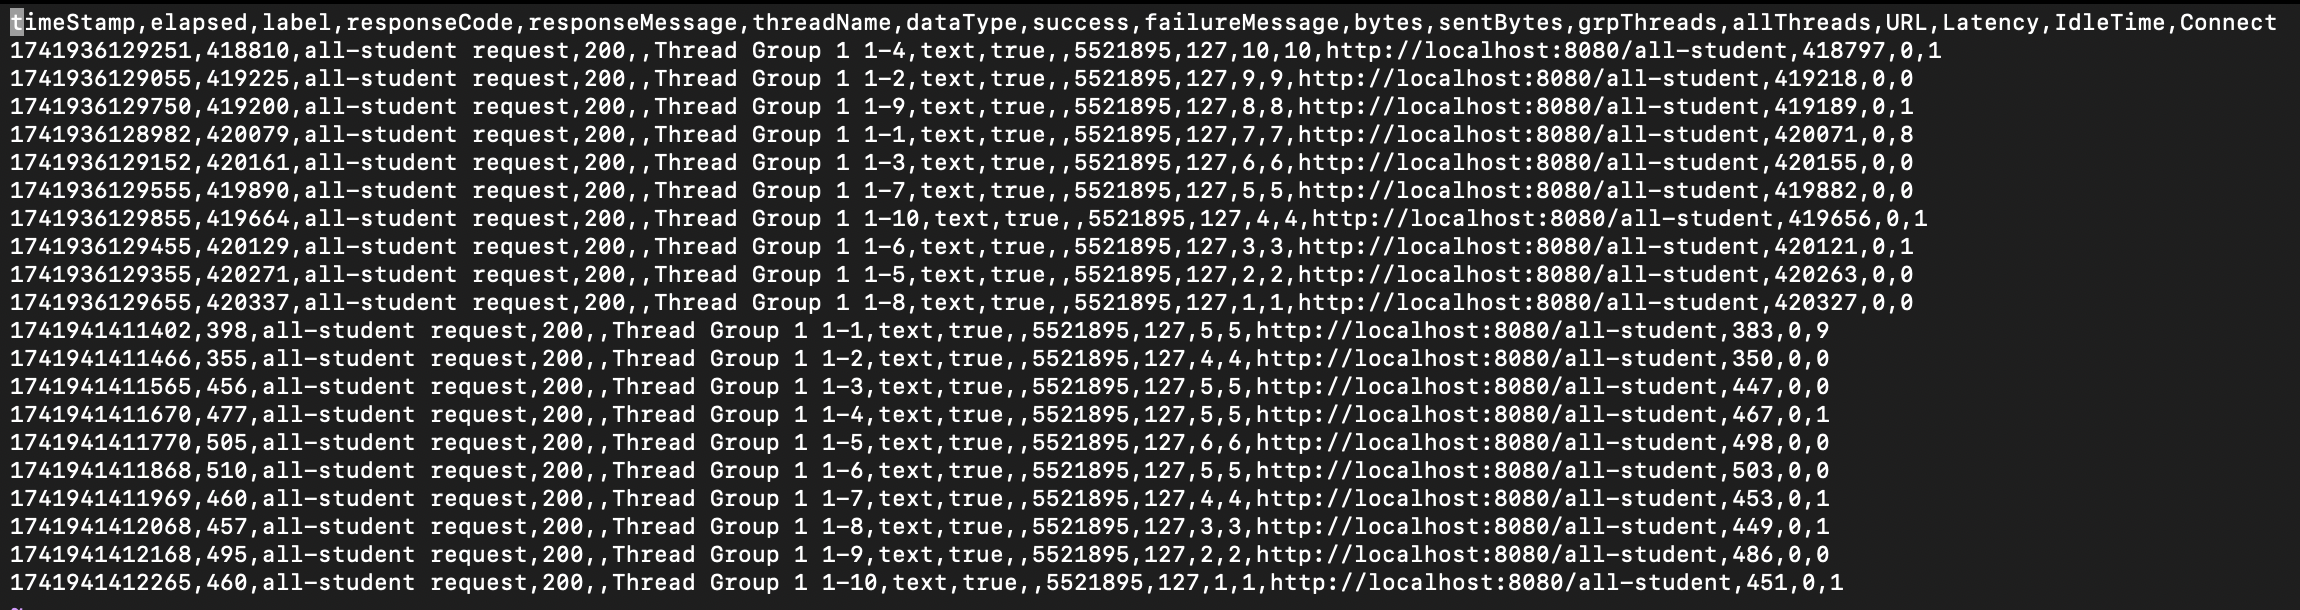 timeStamp,elapsed,label,responseCode,responseMessage,threadName,dataType,success,failureMessage,bytes,sentBytes,grpThreads,allThreads,URL,Latency,IdleTime,Connect
1741936129251,418810,all-student request,200,,Thread Group 1 1-4,text,true,,5521895,127,10,10,http://localhost:8080/all-student,418797,0,1
1741936129055,419225,all-student request,200,,Thread Group 1 1-2,text,true,,5521895,127,9,9,http://localhost:8080/all-student,419218,0,0
1741936129750,419200,all-student request,200,,Thread Group 1 1-9,text,true,,5521895,127,8,8,http://localhost:8080/all-student,419189,0,1
1741936128982,420079,all-student request,200,,Thread Group 1 1-1,text,true,,5521895,127,7,7,http://localhost:8080/all-student,420071,0,8
1741936129152,420161,all-student request,200,,Thread Group 1 1-3,text,true,,5521895,127,6,6,http://localhost:8080/all-student,420155,0,0
1741936129555,419890,all-student request,200,,Thread Group 1 1-7,text,true,,5521895,127,5,5,http://localhost:8080/all-student,419882,0,0
1741936129855,419664,all-student request,200,,Thread Group 1 1-10,text,true,,5521895,127,4,4,http://localhost:8080/all-student,419656,0,1
1741936129455,420129,all-student request,200,,Thread Group 1 1-6,text,true,,5521895,127,3,3,http://localhost:8080/all-student,420121,0,1
1741936129355,420271,all-student request,200,,Thread Group 1 1-5,text,true,,5521895,127,2,2,http://localhost:8080/all-student,420263,0,0
1741936129655,420337,all-student request,200,,Thread Group 1 1-8,text,true,,5521895,127,1,1,http://localhost:8080/all-student,420327,0,0
1741941411402,398,all-student request,200,,Thread Group 1 1-1,text,true,,5521895,127,5,5,http://localhost:8080/all-student,383,0,9
1741941411466,355,all-student request,200,,Thread Group 1 1-2,text,true,,5521895,127,4,4,http://localhost:8080/all-student,350,0,0
1741941411565,456,all-student request,200,,Thread Group 1 1-3,text,true,,5521895,127,5,5,http://localhost:8080/all-student,447,0,0
1741941411670,477,all-student request,200,,Thread Group 1 1-4,text,true,,5521895,127,5,5,http://localhost:8080/all-student,467,0,1
1741941411770,505,all-student request,200,,Thread Group 1 1-5,text,true,,5521895,127,6,6,http://localhost:8080/all-student,498,0,0
1741941411868,510,all-student request,200,,Thread Group 1 1-6,text,true,,5521895,127,5,5,http://localhost:8080/all-student,503,0,0
1741941411969,460,all-student request,200,,Thread Group 1 1-7,text,true,,5521895,127,4,4,http://localhost:8080/all-student,453,0,1
1741941412068,457,all-student request,200,,Thread Group 1 1-8,text,true,,5521895,127,3,3,http://localhost:8080/all-student,449,0,1
1741941412168,495,all-student request,200,,Thread Group 1 1-9,text,true,,5521895,127,2,2,http://localhost:8080/all-student,486,0,0
1741941412265,460,all-student request,200,,Thread Group 1 1-10,text,true,,5521895,127,1,1,http://localhost:8080/all-student,451,0,1